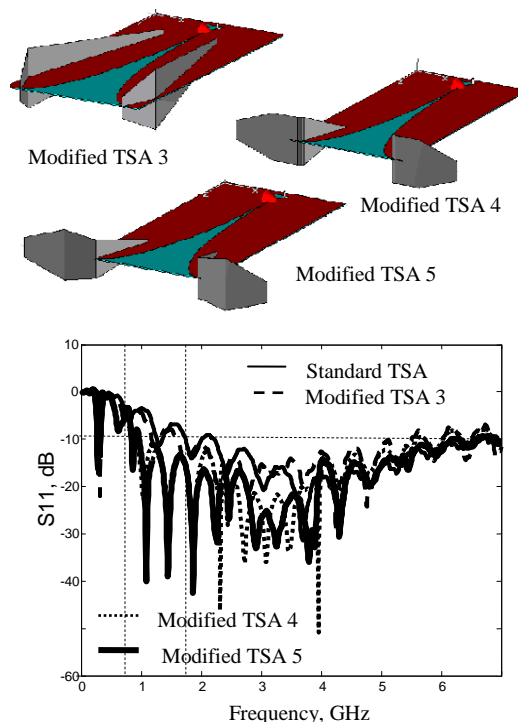 Modified TSA 3
Modified TSA 4
Modified TSA 5
10
0
-10
-20
-30
-40
-50
-60
0 1 2 3 4 5 6
S11, dB
Frequency, GHz
Standard TSA
Modified TSA 3
Modified TSA 4
Modified TSA 5